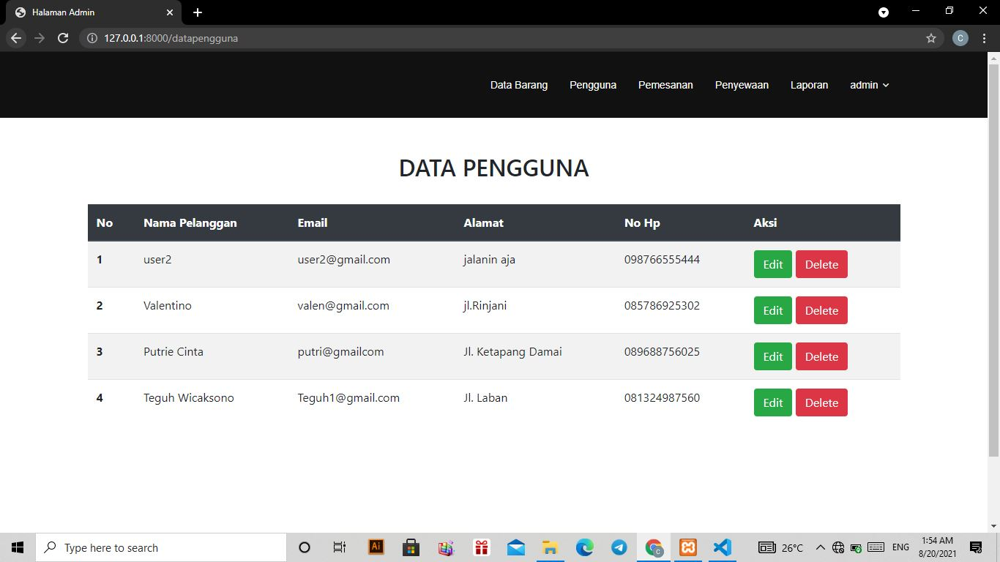 Halaman Admin
127.0.0.1:8000/datapengguna
C
Data Barang Pengguna Pemesanan Penyewaan Laporan admin
DATA PENGGUNA
No Nama Pelanggan Email Alamat No Hp Aksi
1 user2 user2@gmail.com jalanin aja 098766555444 Edit Delete
2 Valentino valen@gmail.com jl.Rinjani 085786925302 Edit Delete
3 Putrie Cinta putri@gmailcom Jl. Ketapang Damai 089688756025 Edit Delete
4 Teguh Wicaksono Teguh1@gmail.com Jl. Laban 081324987560 Edit Delete
Type here to search Ai C 26°C ENG 1:54 AM
8/20/2021